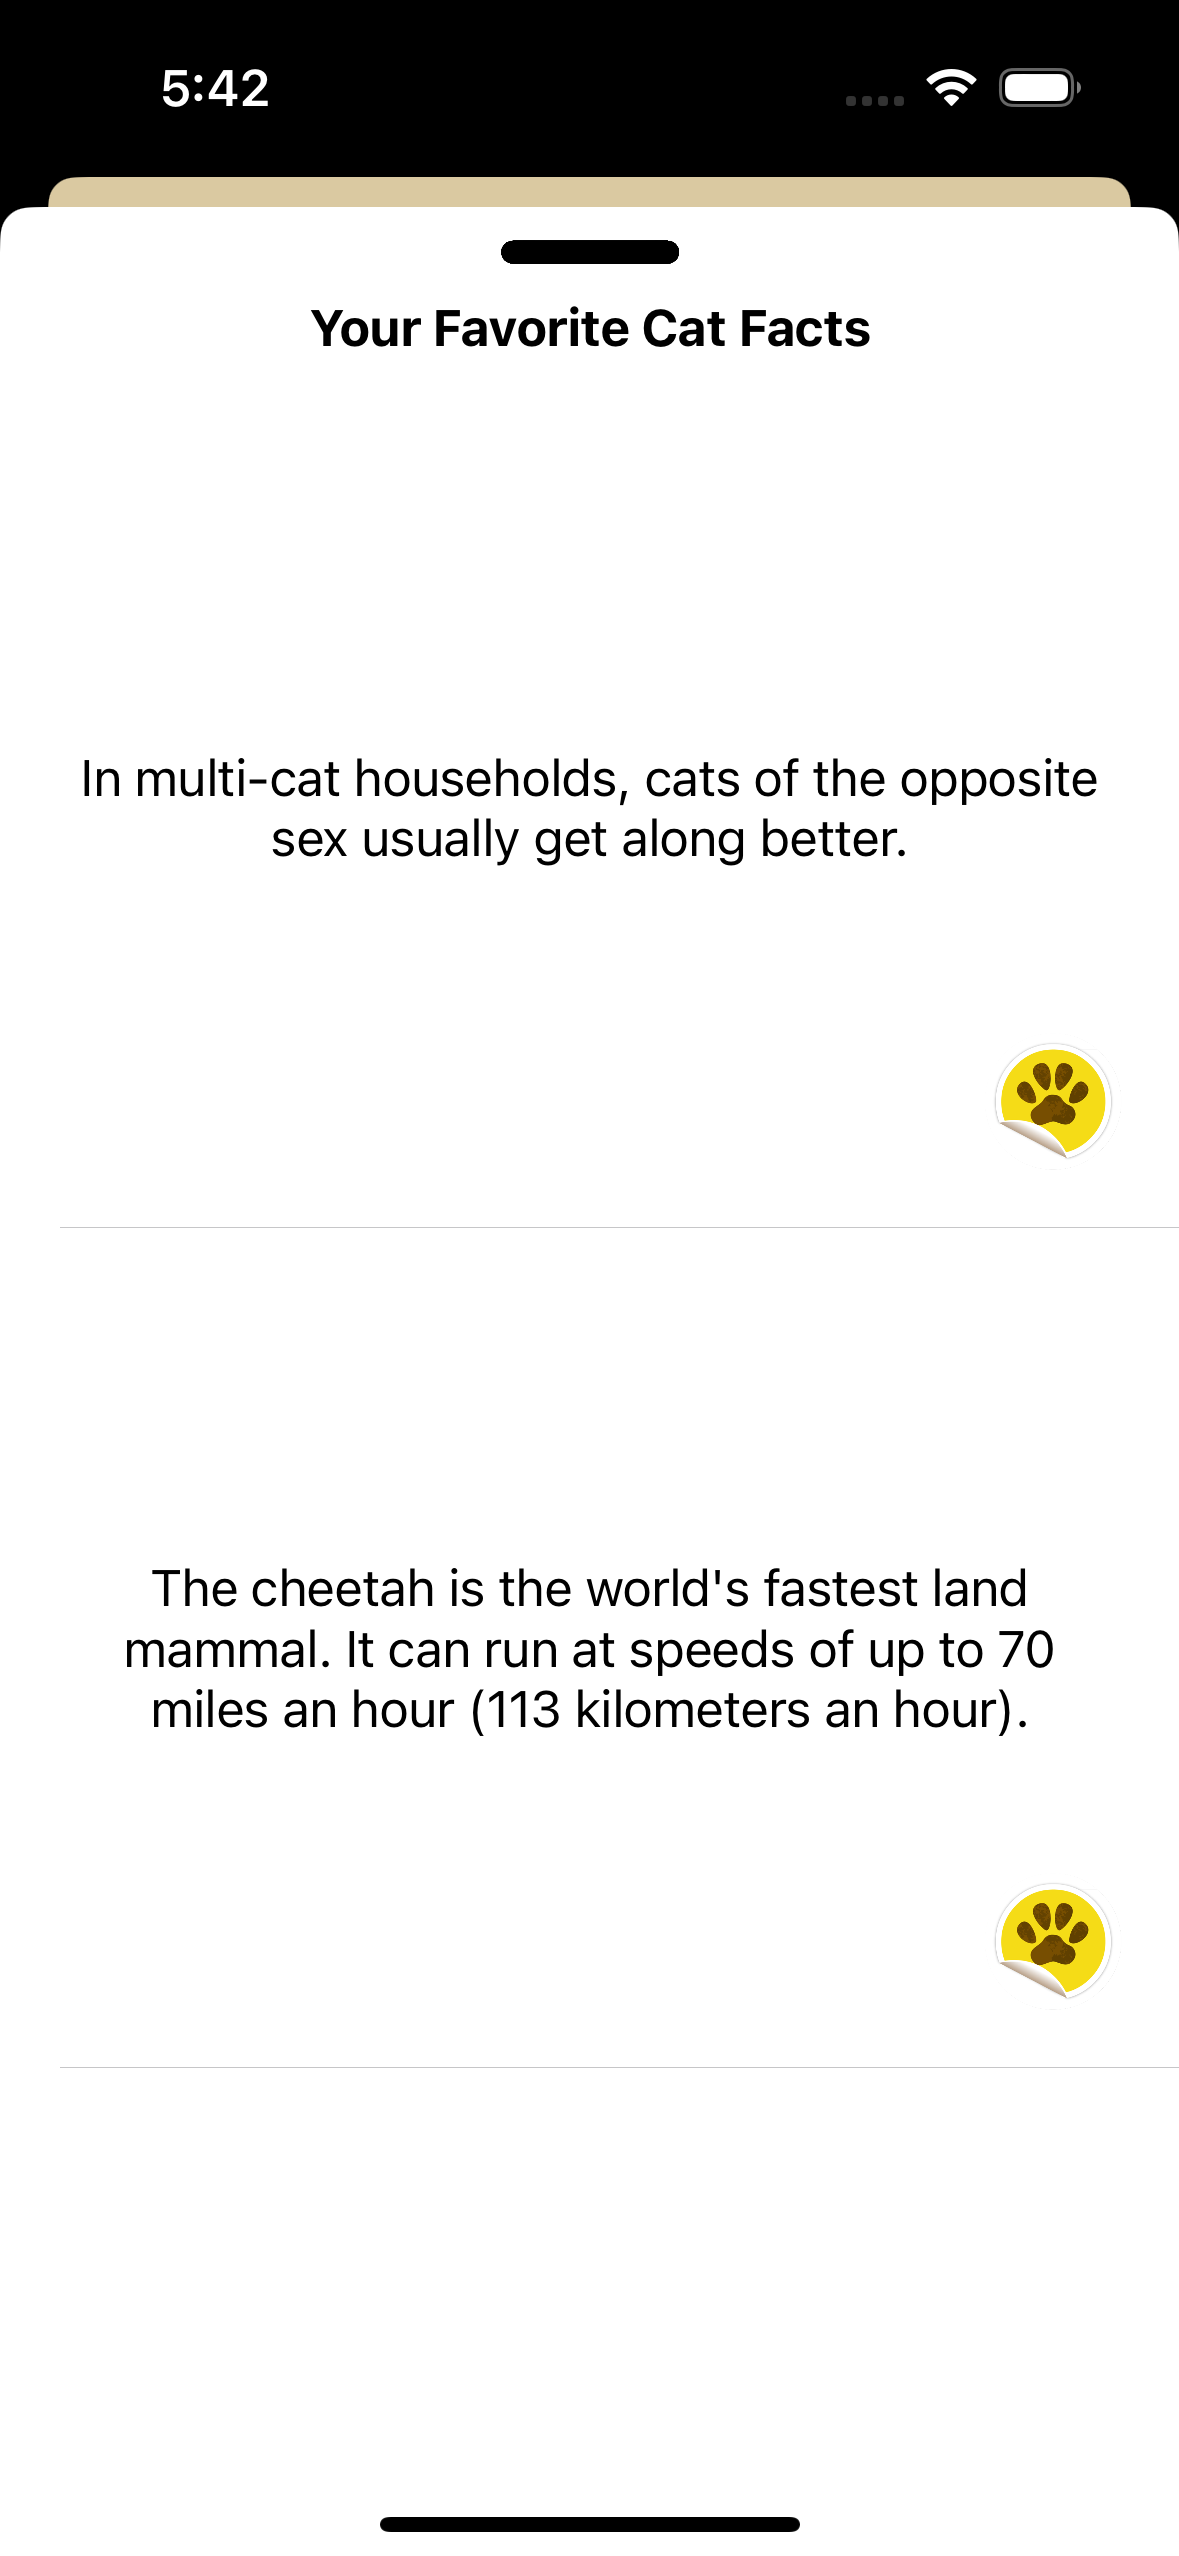 5:42
Your Favorite Cat Facts
In multi-cat households, cats of the opposite
sex usually get along better.
The cheetah is the world's fastest land
mammal. It can run at speeds of up to 70
miles an hour (113 kilometers an hour).